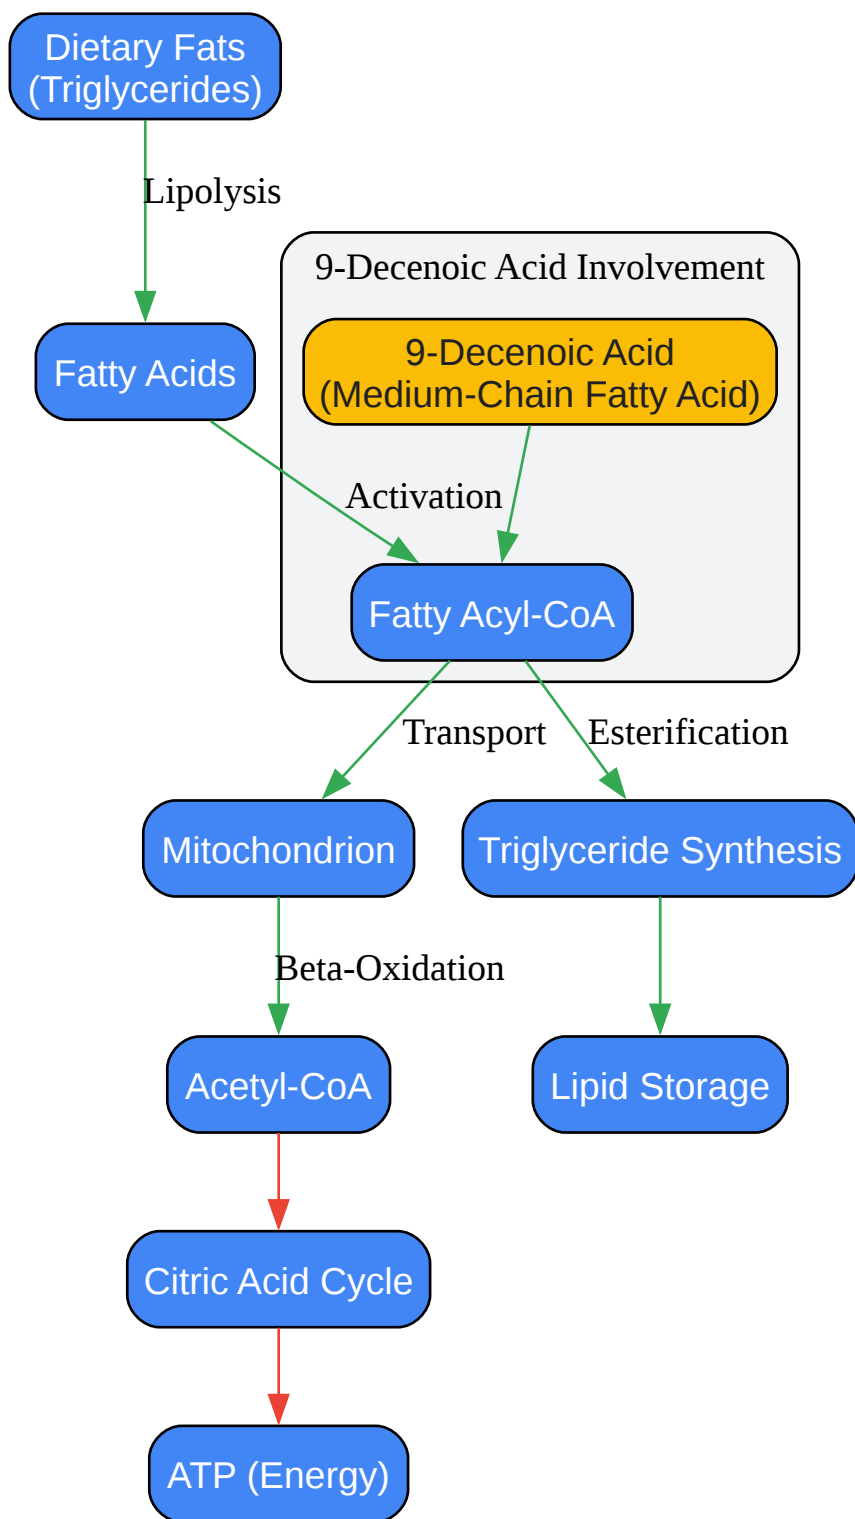 Dietary Fats
(Triglycerides)
Lipolysis
9-Decenoic Acid Involvement
9-Decenoic Acid
(Medium-Chain Fatty Acid)
Fatty Acids
Activation
Fatty Acyl-CoA
Transport
Esterification
Mitochondrion
Triglyceride Synthesis
Beta-Oxidation
Acetyl-CoA
Lipid Storage
Citric Acid Cycle
ATP (Energy)